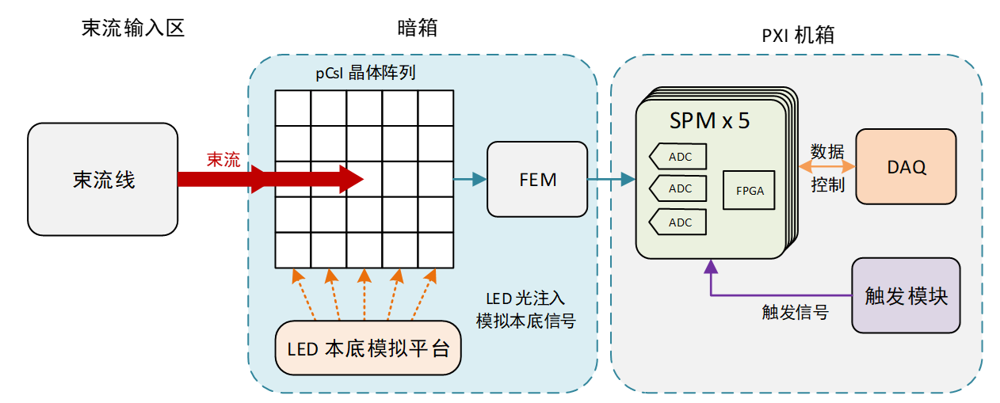 束流输入区
暗箱
PXI 机箱
pCsI 晶体阵列
束流线
束流
FEM
SPM x 5
ADC
ADC
ADC
FPGA
数据
控制
DAQ
LED 光注入
模拟本底信号
LED 本底模拟平台
触发信号
触发模块